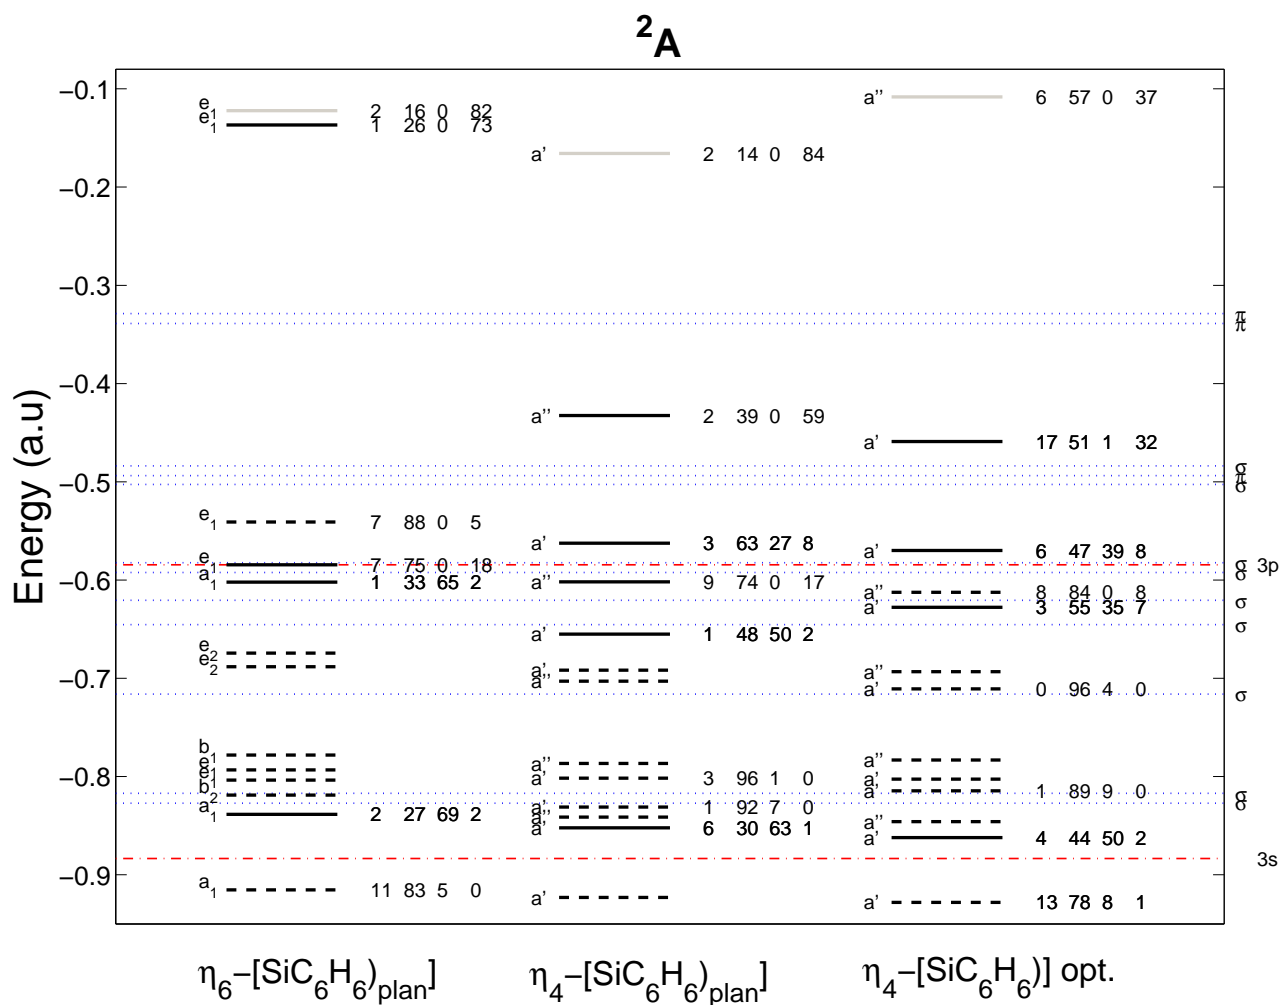 ²A
Energy (a.u)
−0.1
−0.2
−0.3
−0.4
−0.5
−0.6
−0.7
−0.8
−0.9
e₁ 2 16 0 82
e₁ 1 26 0 73
e₁ 7 88 0 5
e₁ 7 75 0 18
a₁ 1 33 65 2
e₂
e₂
b₁
e₁
e₁
b₂
a₁ 2 27 69 2
a₁ 11 83 5 0
a' 2 14 0 84
a'' 2 39 0 59
a' 3 63 27 8
a'' 9 74 0 17
a' 1 48 50 2
a'
a''
a''
a' 3 96 1 0
a' 1 92 7 0
a''
a' 6 30 63 1
a'
a'' 6 57 0 37
a' 17 51 1 32
a' 6 47 39 8
a'' 8 84 0 8
a' 3 55 35 7
a''
a' 0 96 4 0
a''
a'
a' 1 89 9 0
a''
a' 4 44 50 2
a' 13 78 8 1
π
π
σ
π
σ
σ 3p
σ
σ
σ
σ
σ
σ
3s
η₆−[SiC₆H₆)plan]
η₄−[SiC₆H₆)plan]
η₄−[SiC₆H₆)] opt.